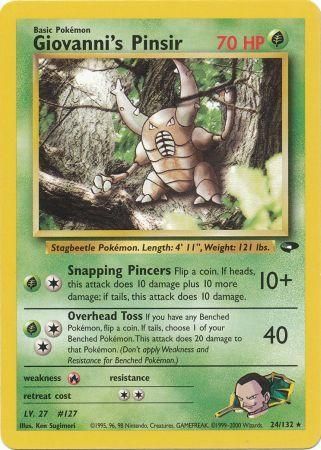 Basic Pokémon
Giovanni's Pinsir 70 HP
Stagbeetle Pokémon. Length: 4' 11", Weight: 121 lbs.
Snapping Pincers Flip a coin. If heads,
this attack does 10 damage plus 10 more
damage; if tails, this attack does 10 damage.
10+
Overhead Toss If you have any Benched
Pokémon, flip a coin. If tails, choose 1 of your
Benched Pokémon. This attack does 20 damage to
that Pokémon. (Don't apply Weakness and
Resistance for Benched Pokémon.)
40
weakness resistance
retreat cost
LV. 27 #127
Illus. Ken Sugimori ©1995, 96, 98 Nintendo, Creatures, GAMEFREAK. ©1999-2000 Wizards. 24/132 ★